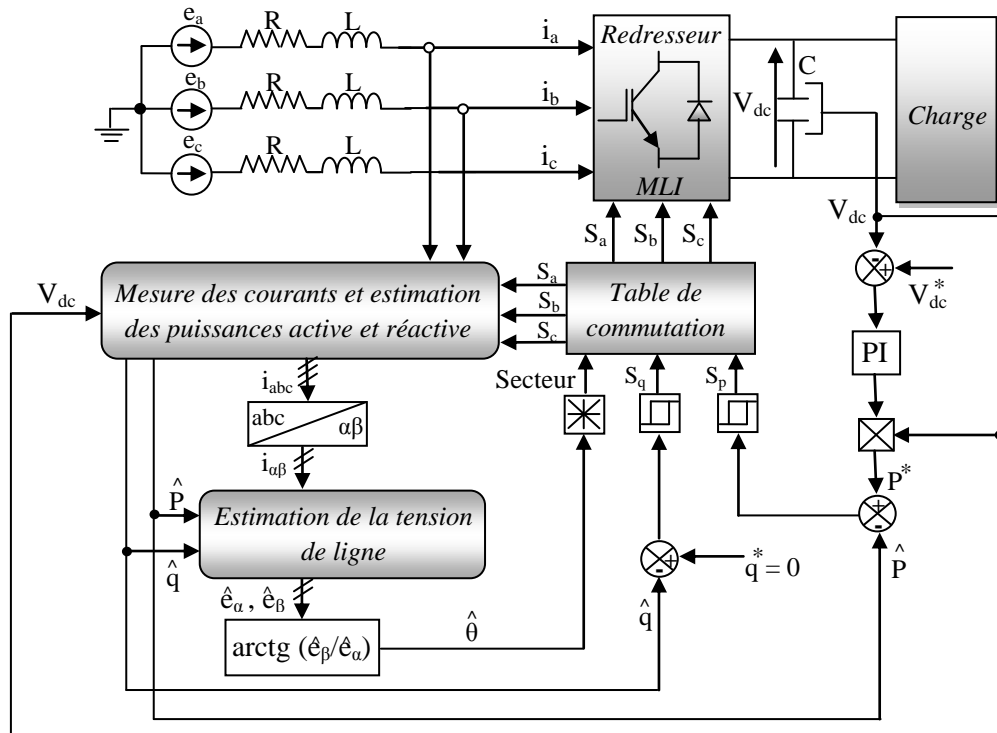 e_a R L i_a
e_b R L i_b
e_c R L i_c
Redresseur
MLI
V_dc
C
Charge
S_a S_b S_c
V_dc
V_dc*
V_dc
Mesure des courants et estimation
des puissances active et réactive
S_a
S_b
S_c
Table de
commutation
PI
i_abc
Secteur
S_q
S_p
abc
αβ
i_αβ
P*
P̂
q̂
Estimation de la tension
de ligne
q* = 0
P̂
ê_α , ê_β
θ̂
q̂
arctg (ê_β/ê_α)